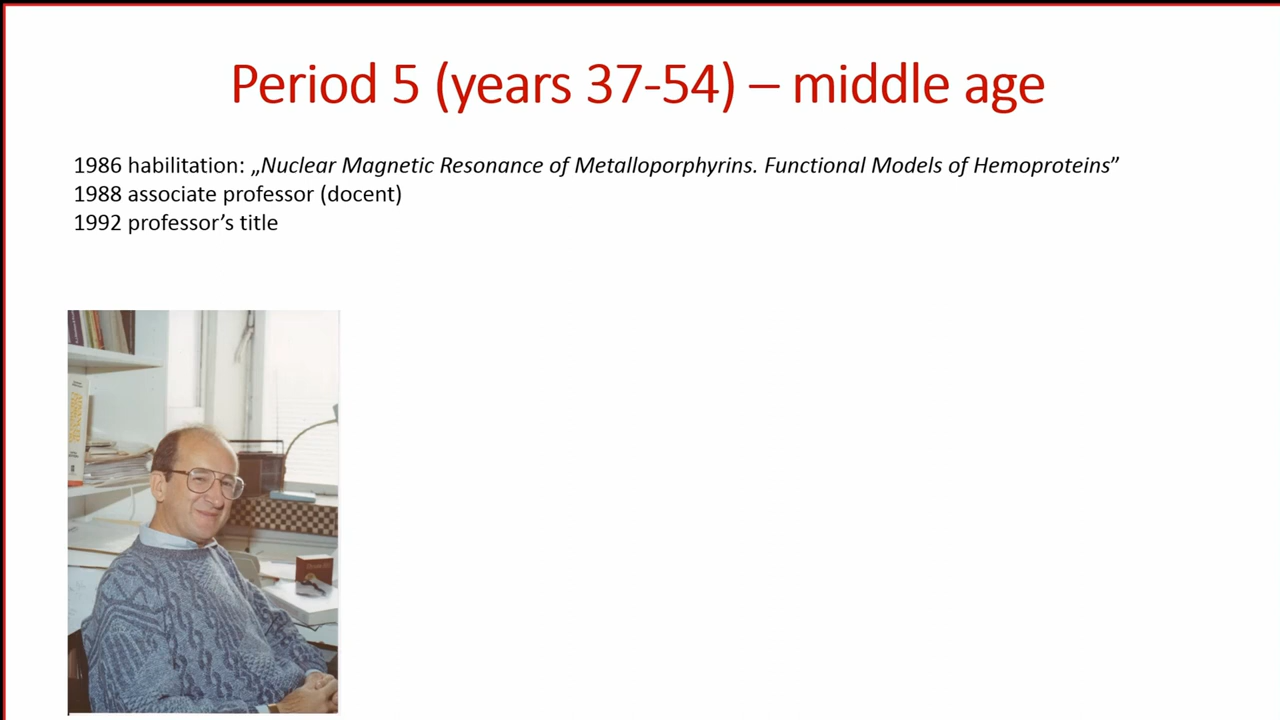 Period 5 (years 37-54) – middle age
1986 habilitation: „Nuclear Magnetic Resonance of Metalloporphyrins. Functional Models of Hemoproteins”
1988 associate professor (docent)
1992 professor’s title